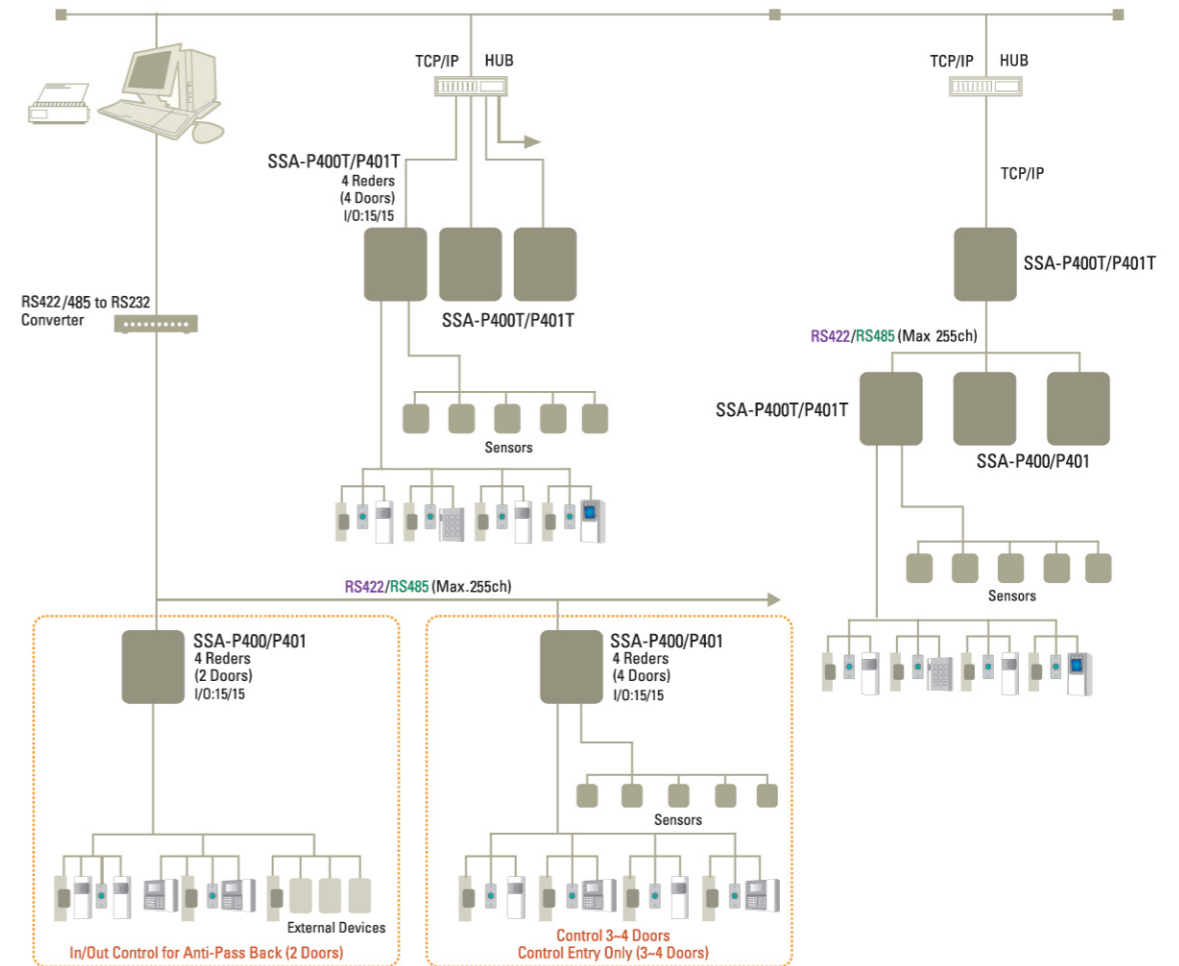 TCP/IP HUB
TCP/IP HUB
SSA-P400T/P401T
4 Reders
(4 Doors)
I/O:15/15
TCP/IP
SSA-P400T/P401T
RS422/485 to RS232
Converter
SSA-P400T/P401T
RS422/RS485 (Max 255ch)
SSA-P400T/P401T
Sensors
SSA-P400/P401
RS422/RS485 (Max.255ch)
Sensors
SSA-P400/P401
4 Reders
(2 Doors)
I/O:15/15
SSA-P400/P401
4 Reders
(4 Doors)
I/O:15/15
Sensors
External Devices
In/Out Control for Anti-Pass Back (2 Doors)
Control 3~4 Doors
Control Entry Only (3~4 Doors)